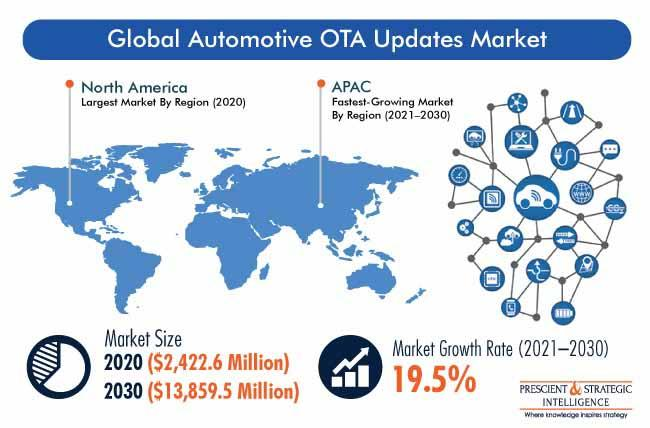 Global Automotive OTA Updates Market
North America
Largest Market By Region (2020)
APAC
Fastest-Growing Market
By Region (2021–2030)
WWW
CO2
Market Size
2020 ($2,422.6 Million)
2030 ($13,859.5 Million)
Market Growth Rate (2021–2030)
19.5%
PRESCIENT & STRATEGIC
INTELLIGENCE
Where knowledge inspires strategy